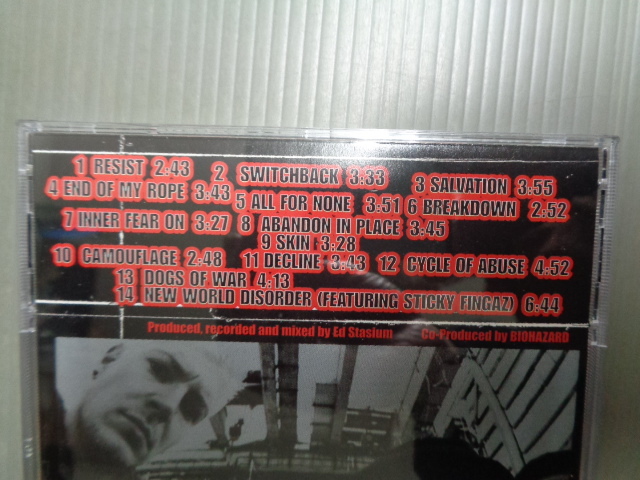 1 RESIST 2:43 2 SWITCHBACK 3:33 3 SALVATION 3:55
4 END OF MY ROPE 3:43 5 ALL FOR NONE 3:51 6 BREAKDOWN 2:52
7 INNER FEAR ON 3:27 8 ABANDON IN PLACE 3:45
9 SKIN 3:28
10 CAMOUFLAGE 2:48 11 DECLINE 3:43 12 CYCLE OF ABUSE 4:52
13 DOGS OF WAR 4:13
14 NEW WORLD DISORDER (FEATURING STICKY FINGAZ) 6:44
Produced, recorded and mixed by Ed Stasium Co-Produced by BIOHAZARD